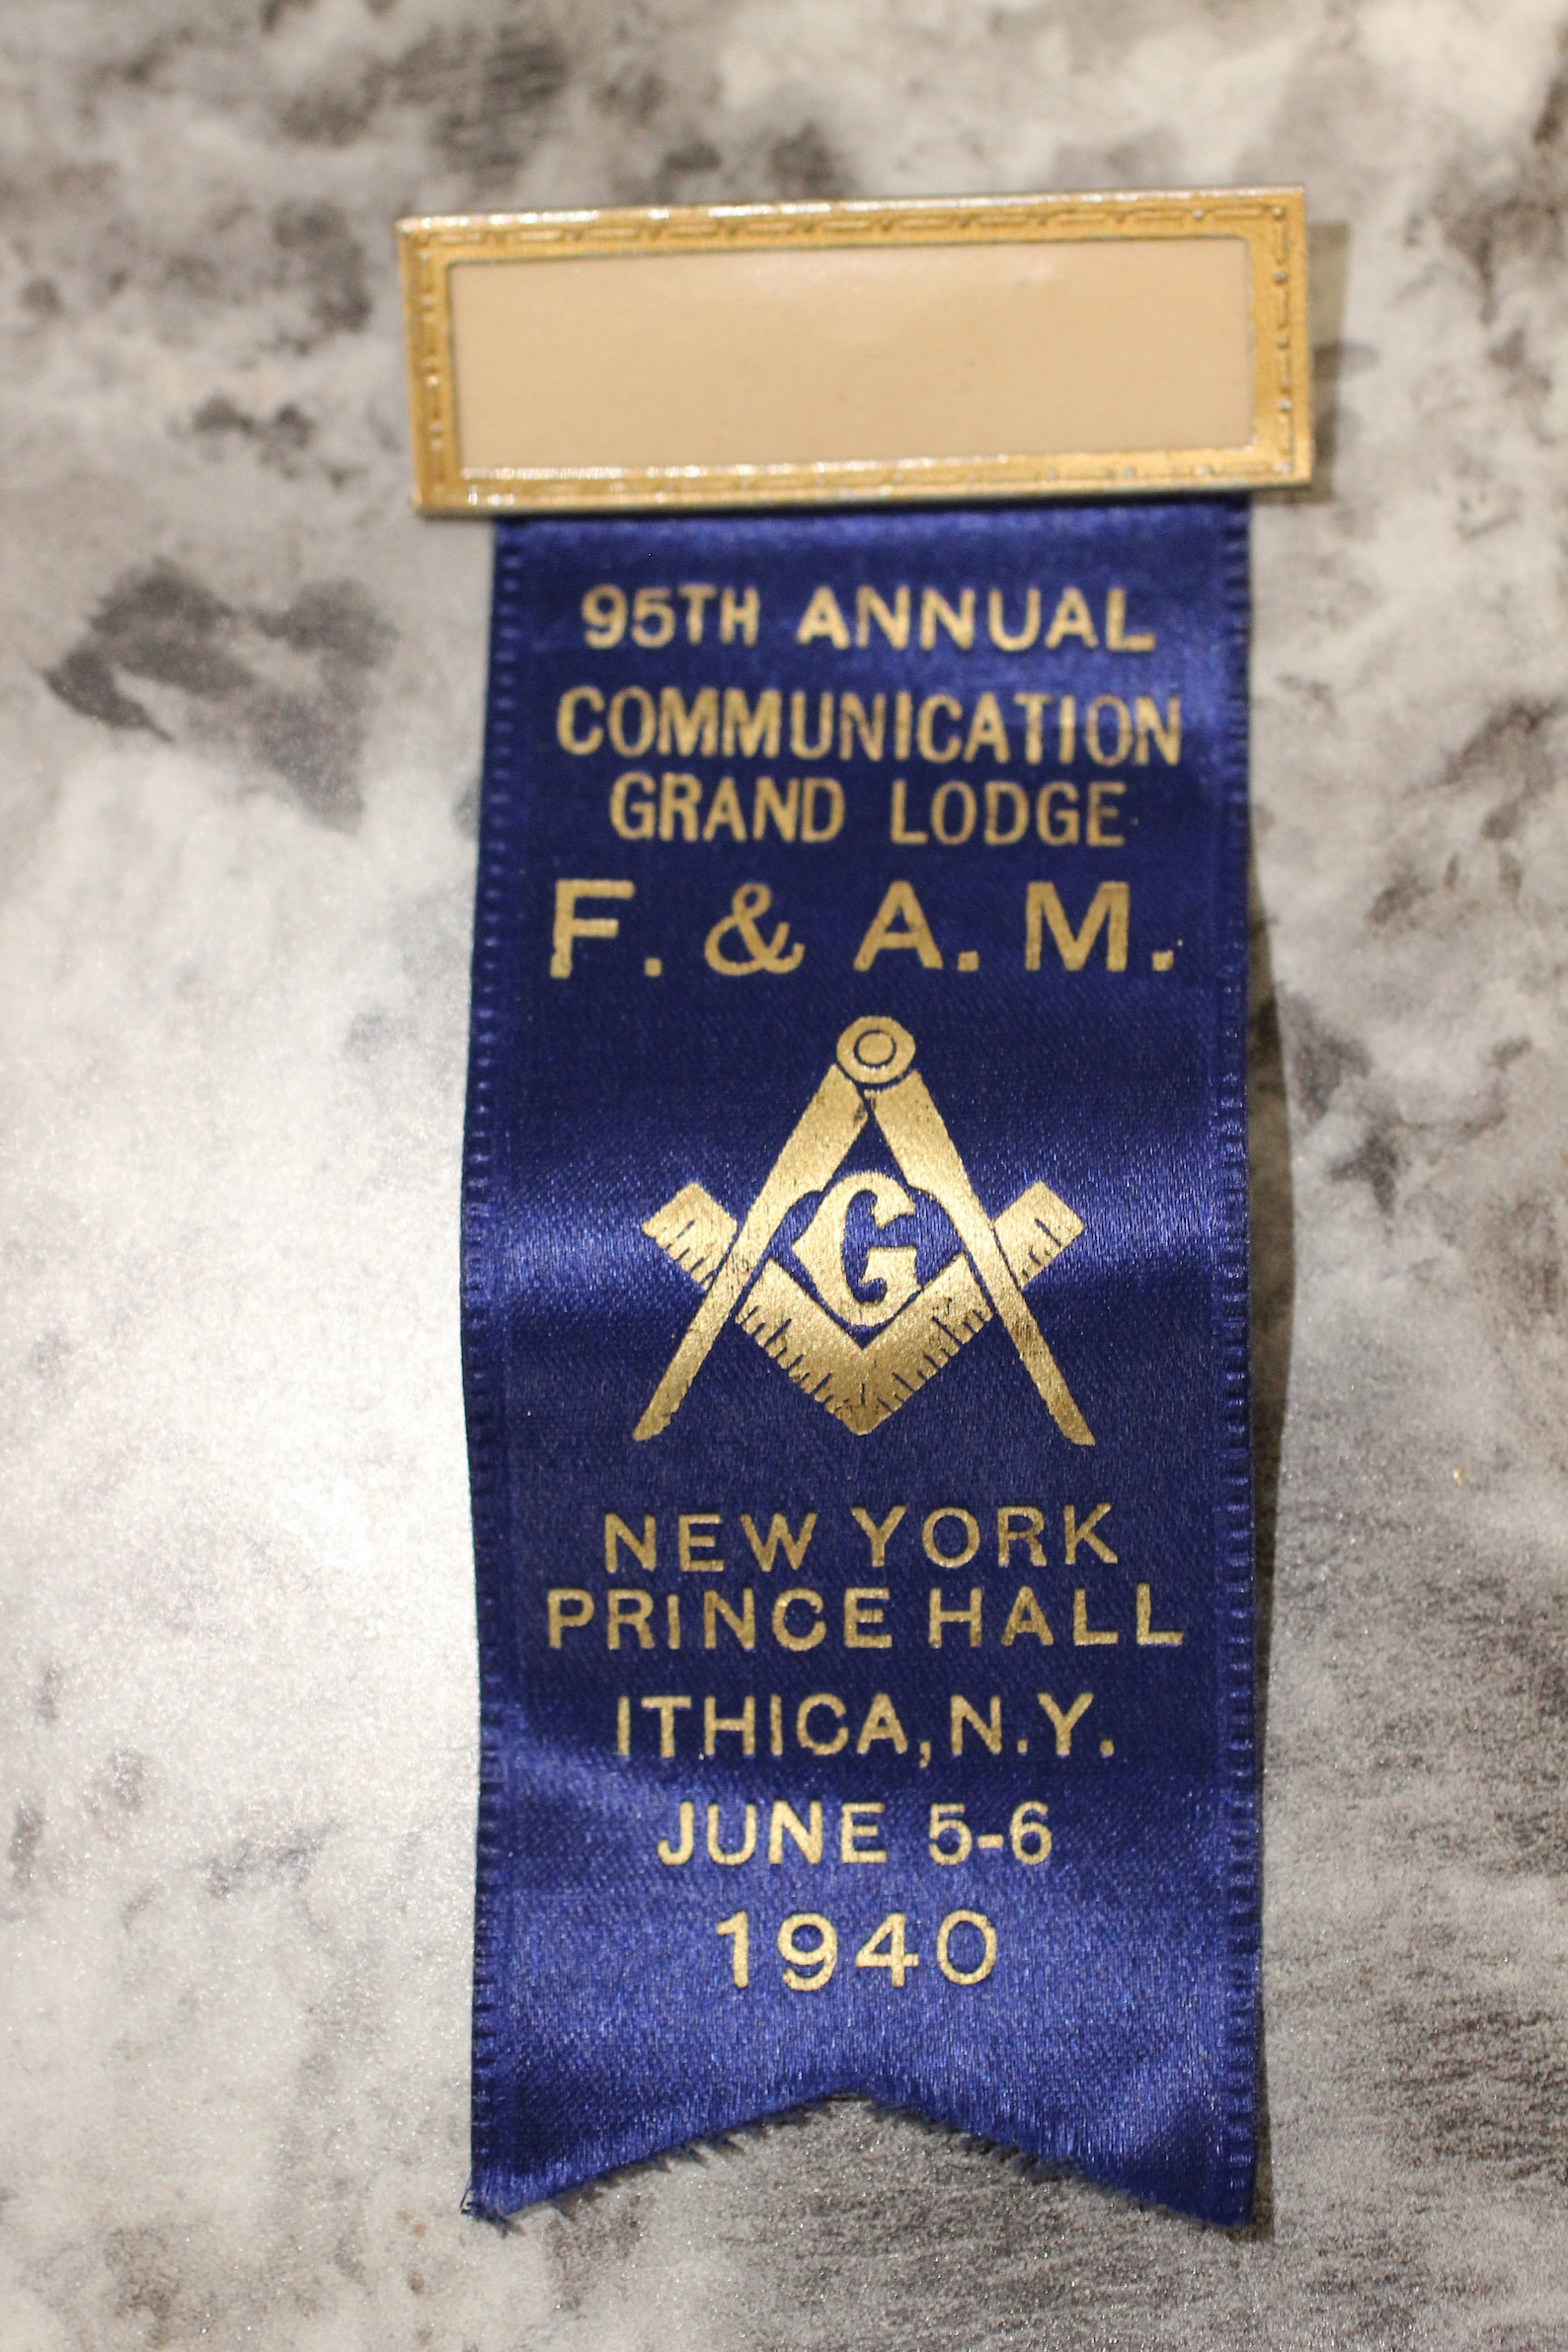 95TH ANNUAL
COMMUNICATION
GRAND LODGE
F. & A. M.
G
NEW YORK
PRINCE HALL
ITHICA, N.Y.
JUNE 5-6
1940